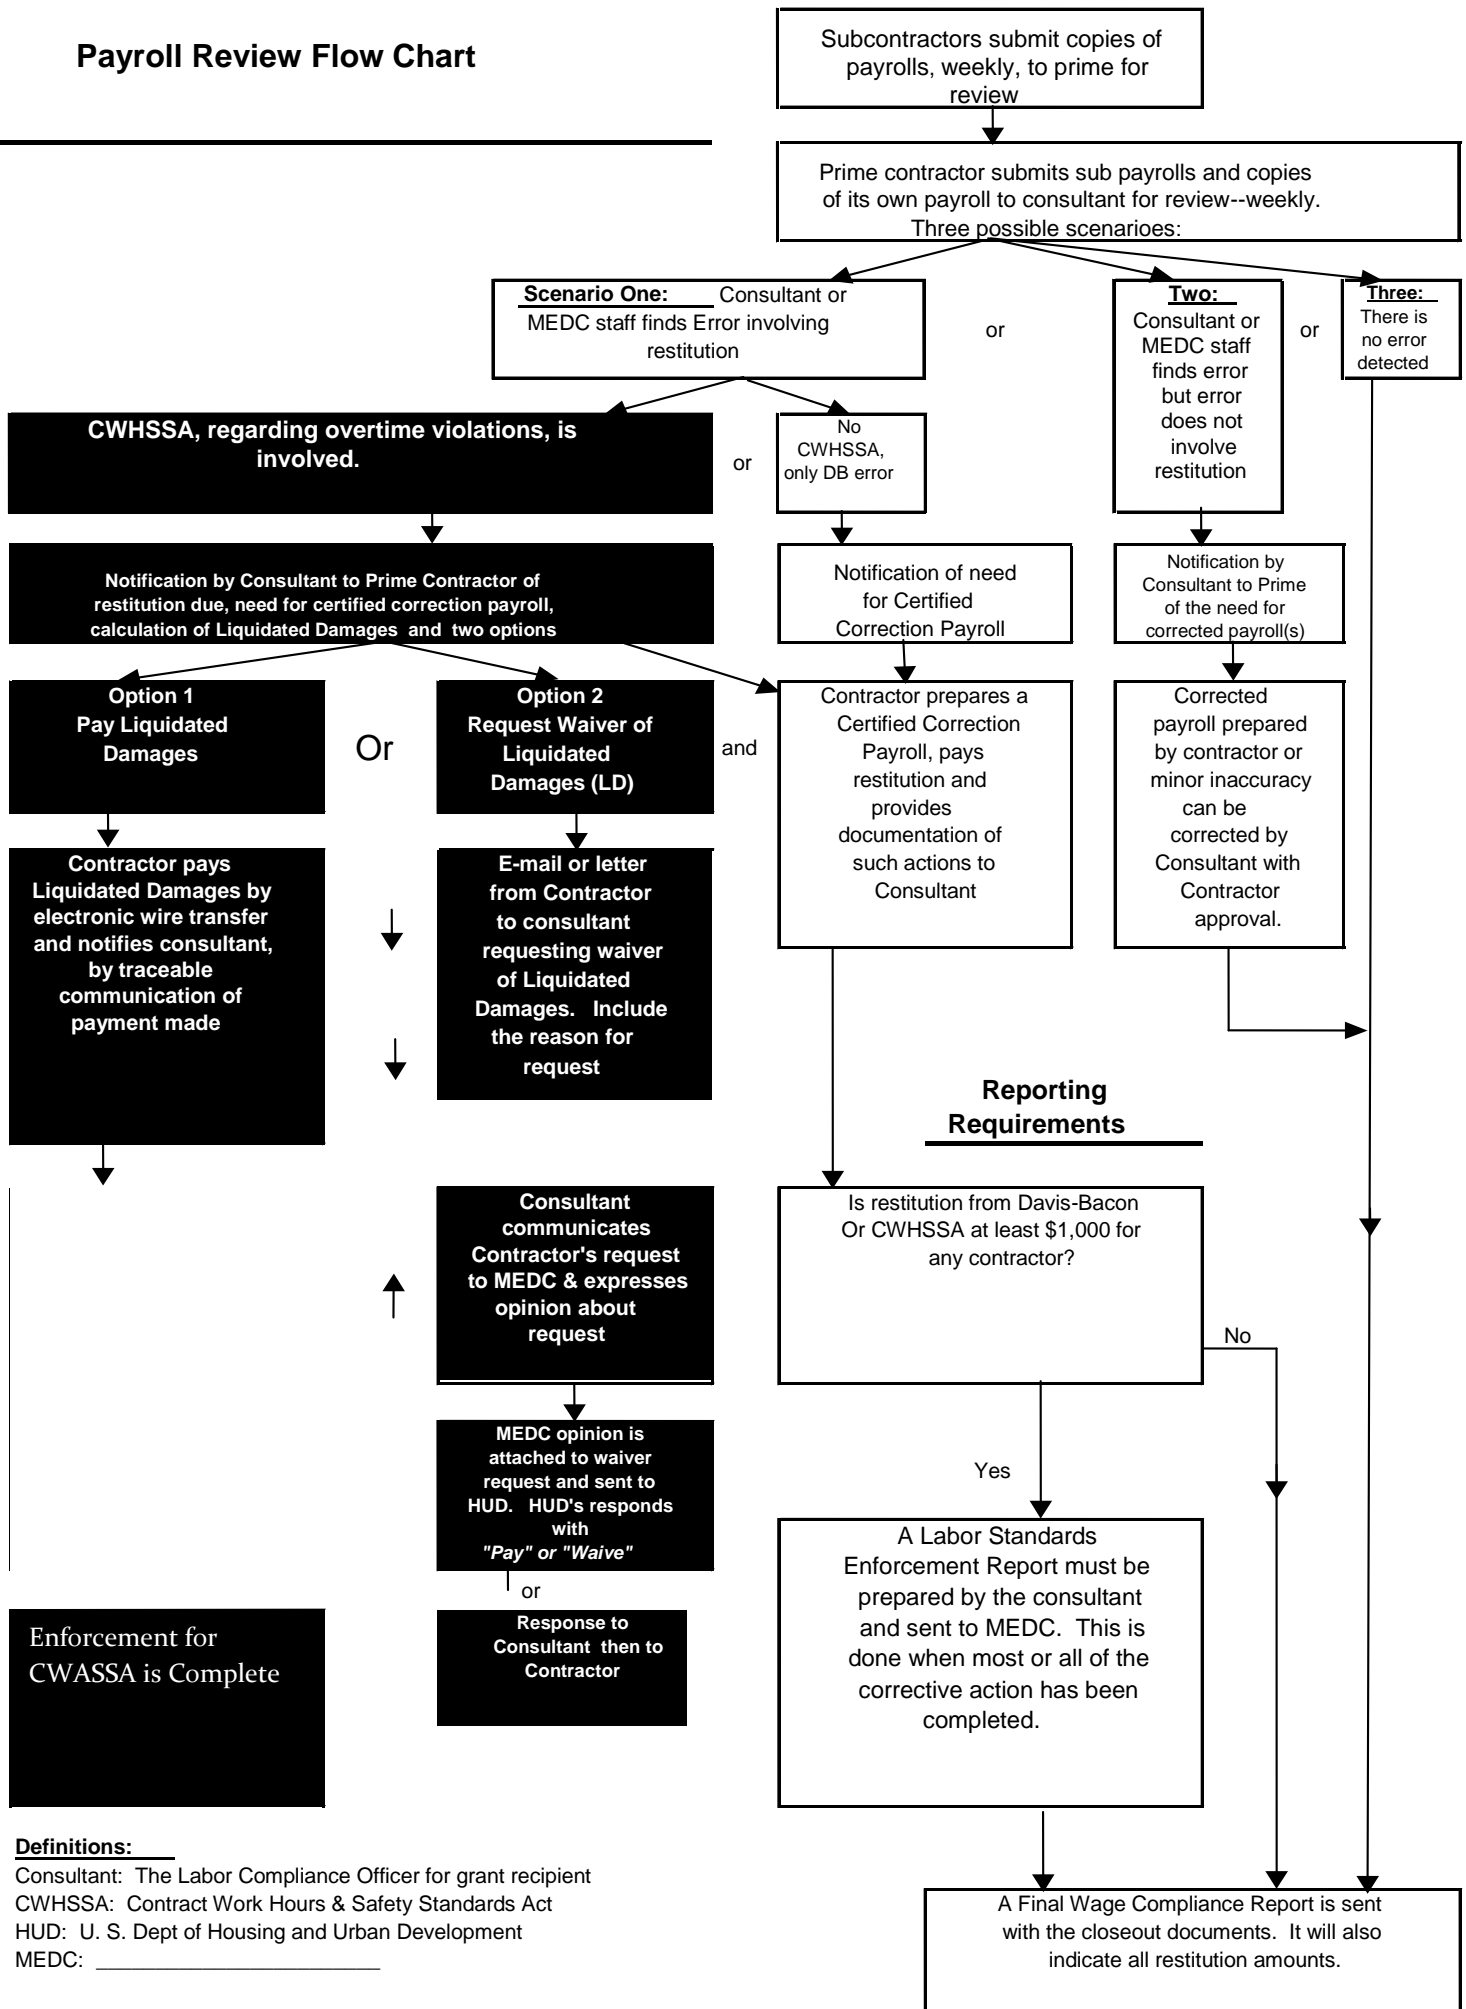 Payroll Review Flow Chart
Subcontractors submit copies of
payrolls, weekly, to prime for
review
Prime contractor submits sub payrolls and copies
of its own payroll to consultant for review--weekly.
Three possible scenarioes:
Scenario One: Consultant or
MEDC staff finds Error involving
restitution
or
Two:
Consultant or
MEDC staff
finds error
but error
does not
involve
restitution
or
Three:
There is
no error
detected
CWHSSA, regarding overtime violations, is
involved.
or
No
CWHSSA,
only DB error
Notification by Consultant to Prime Contractor of
restitution due, need for certified correction payroll,
calculation of Liquidated Damages and two options
Notification of need
for Certified
Correction Payroll
Notification by
Consultant to Prime
of the need for
corrected payroll(s)
Option 1
Pay Liquidated
Damages
Or
Option 2
Request Waiver of
Liquidated
Damages (LD)
and
Contractor prepares a
Certified Correction
Payroll, pays
restitution and
provides
documentation of
such actions to
Consultant
Corrected
payroll prepared
by contractor or
minor inaccuracy
can be
corrected by
Consultant with
Contractor
approval.
Contractor pays
Liquidated Damages by
electronic wire transfer
and notifies consultant,
by traceable
communication of
payment made
E-mail or letter
from Contractor
to consultant
requesting waiver
of Liquidated
Damages. Include
the reason for
request
Reporting
Requirements
Consultant
communicates
Contractor's request
to MEDC & expresses
opinion about
request
Is restitution from Davis-Bacon
Or CWHSSA at least $1,000 for
any contractor?
No
Yes
MEDC opinion is
attached to waiver
request and sent to
HUD. HUD's responds
with
"Pay" or "Waive"
or
Response to
Consultant then to
Contractor
A Labor Standards
Enforcement Report must be
prepared by the consultant
and sent to MEDC. This is
done when most or all of the
corrective action has been
completed.
Enforcement for
CWASSA is Complete
Definitions:
Consultant: The Labor Compliance Officer for grant recipient
CWHSSA: Contract Work Hours & Safety Standards Act
HUD: U. S. Dept of Housing and Urban Development
MEDC: ________________________
A Final Wage Compliance Report is sent
with the closeout documents. It will also
indicate all restitution amounts.